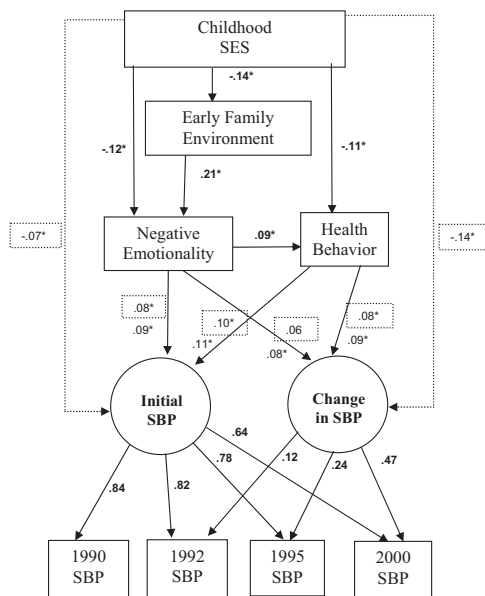 Childhood
SES
-.14*
Early Family
Environment
-.12*
-.11*
.21*
-.07*
-.14*
Negative
Emotionality
.09*
Health
Behavior
.08*
.09*
.10*
.11*
.06
.08*
.08*
.09*
Initial
SBP
Change
in SBP
.64
.78
.12
.24
.47
.84
.82
1990
SBP
1992
SBP
1995
SBP
2000
SBP